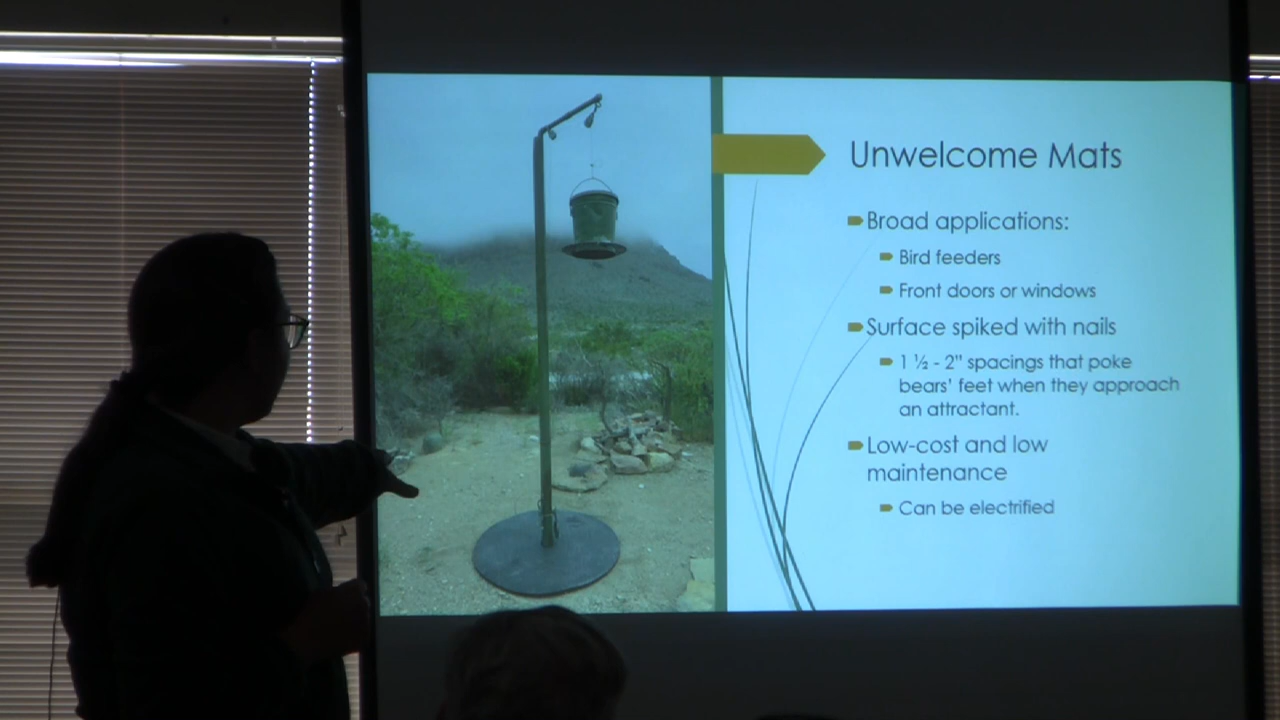 Unwelcome Mats
Broad applications:
Bird feeders
Front doors or windows
Surface spiked with nails
1 ½ - 2" spacings that poke
bears' feet when they approach
an attractant.
Low-cost and low
maintenance
Can be electrified